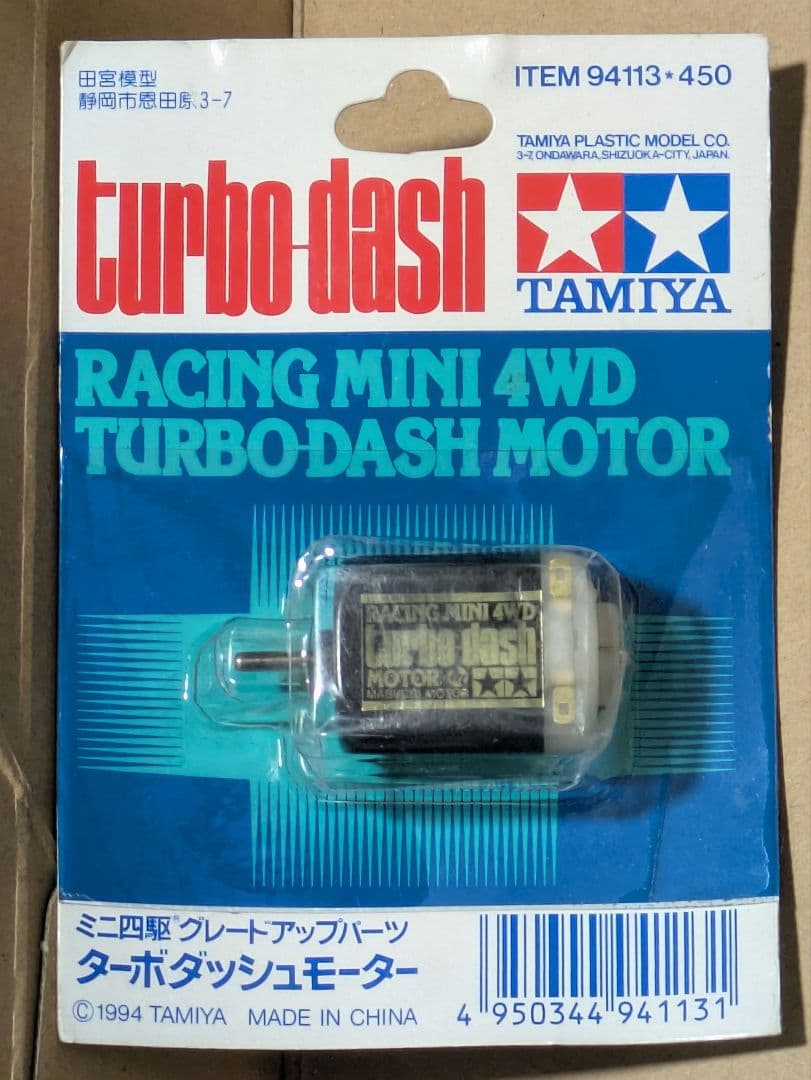 田宮模型
静岡市恩田原3-7
ITEM 94113★450
TAMIYA PLASTIC MODEL CO.
3-7, ONDAWARA, SHIZUOKA-CITY, JAPAN.
turbo-dash
TAMIYA
RACING MINI 4WD
TURBO-DASH MOTOR
RACING MINI 4WD
turbo-dash
MOTOR
MABUCHI MOTOR
ミニ四駆 グレードアップパーツ
ターボダッシュモーター
©1994 TAMIYA MADE IN CHINA
4 950344 941131